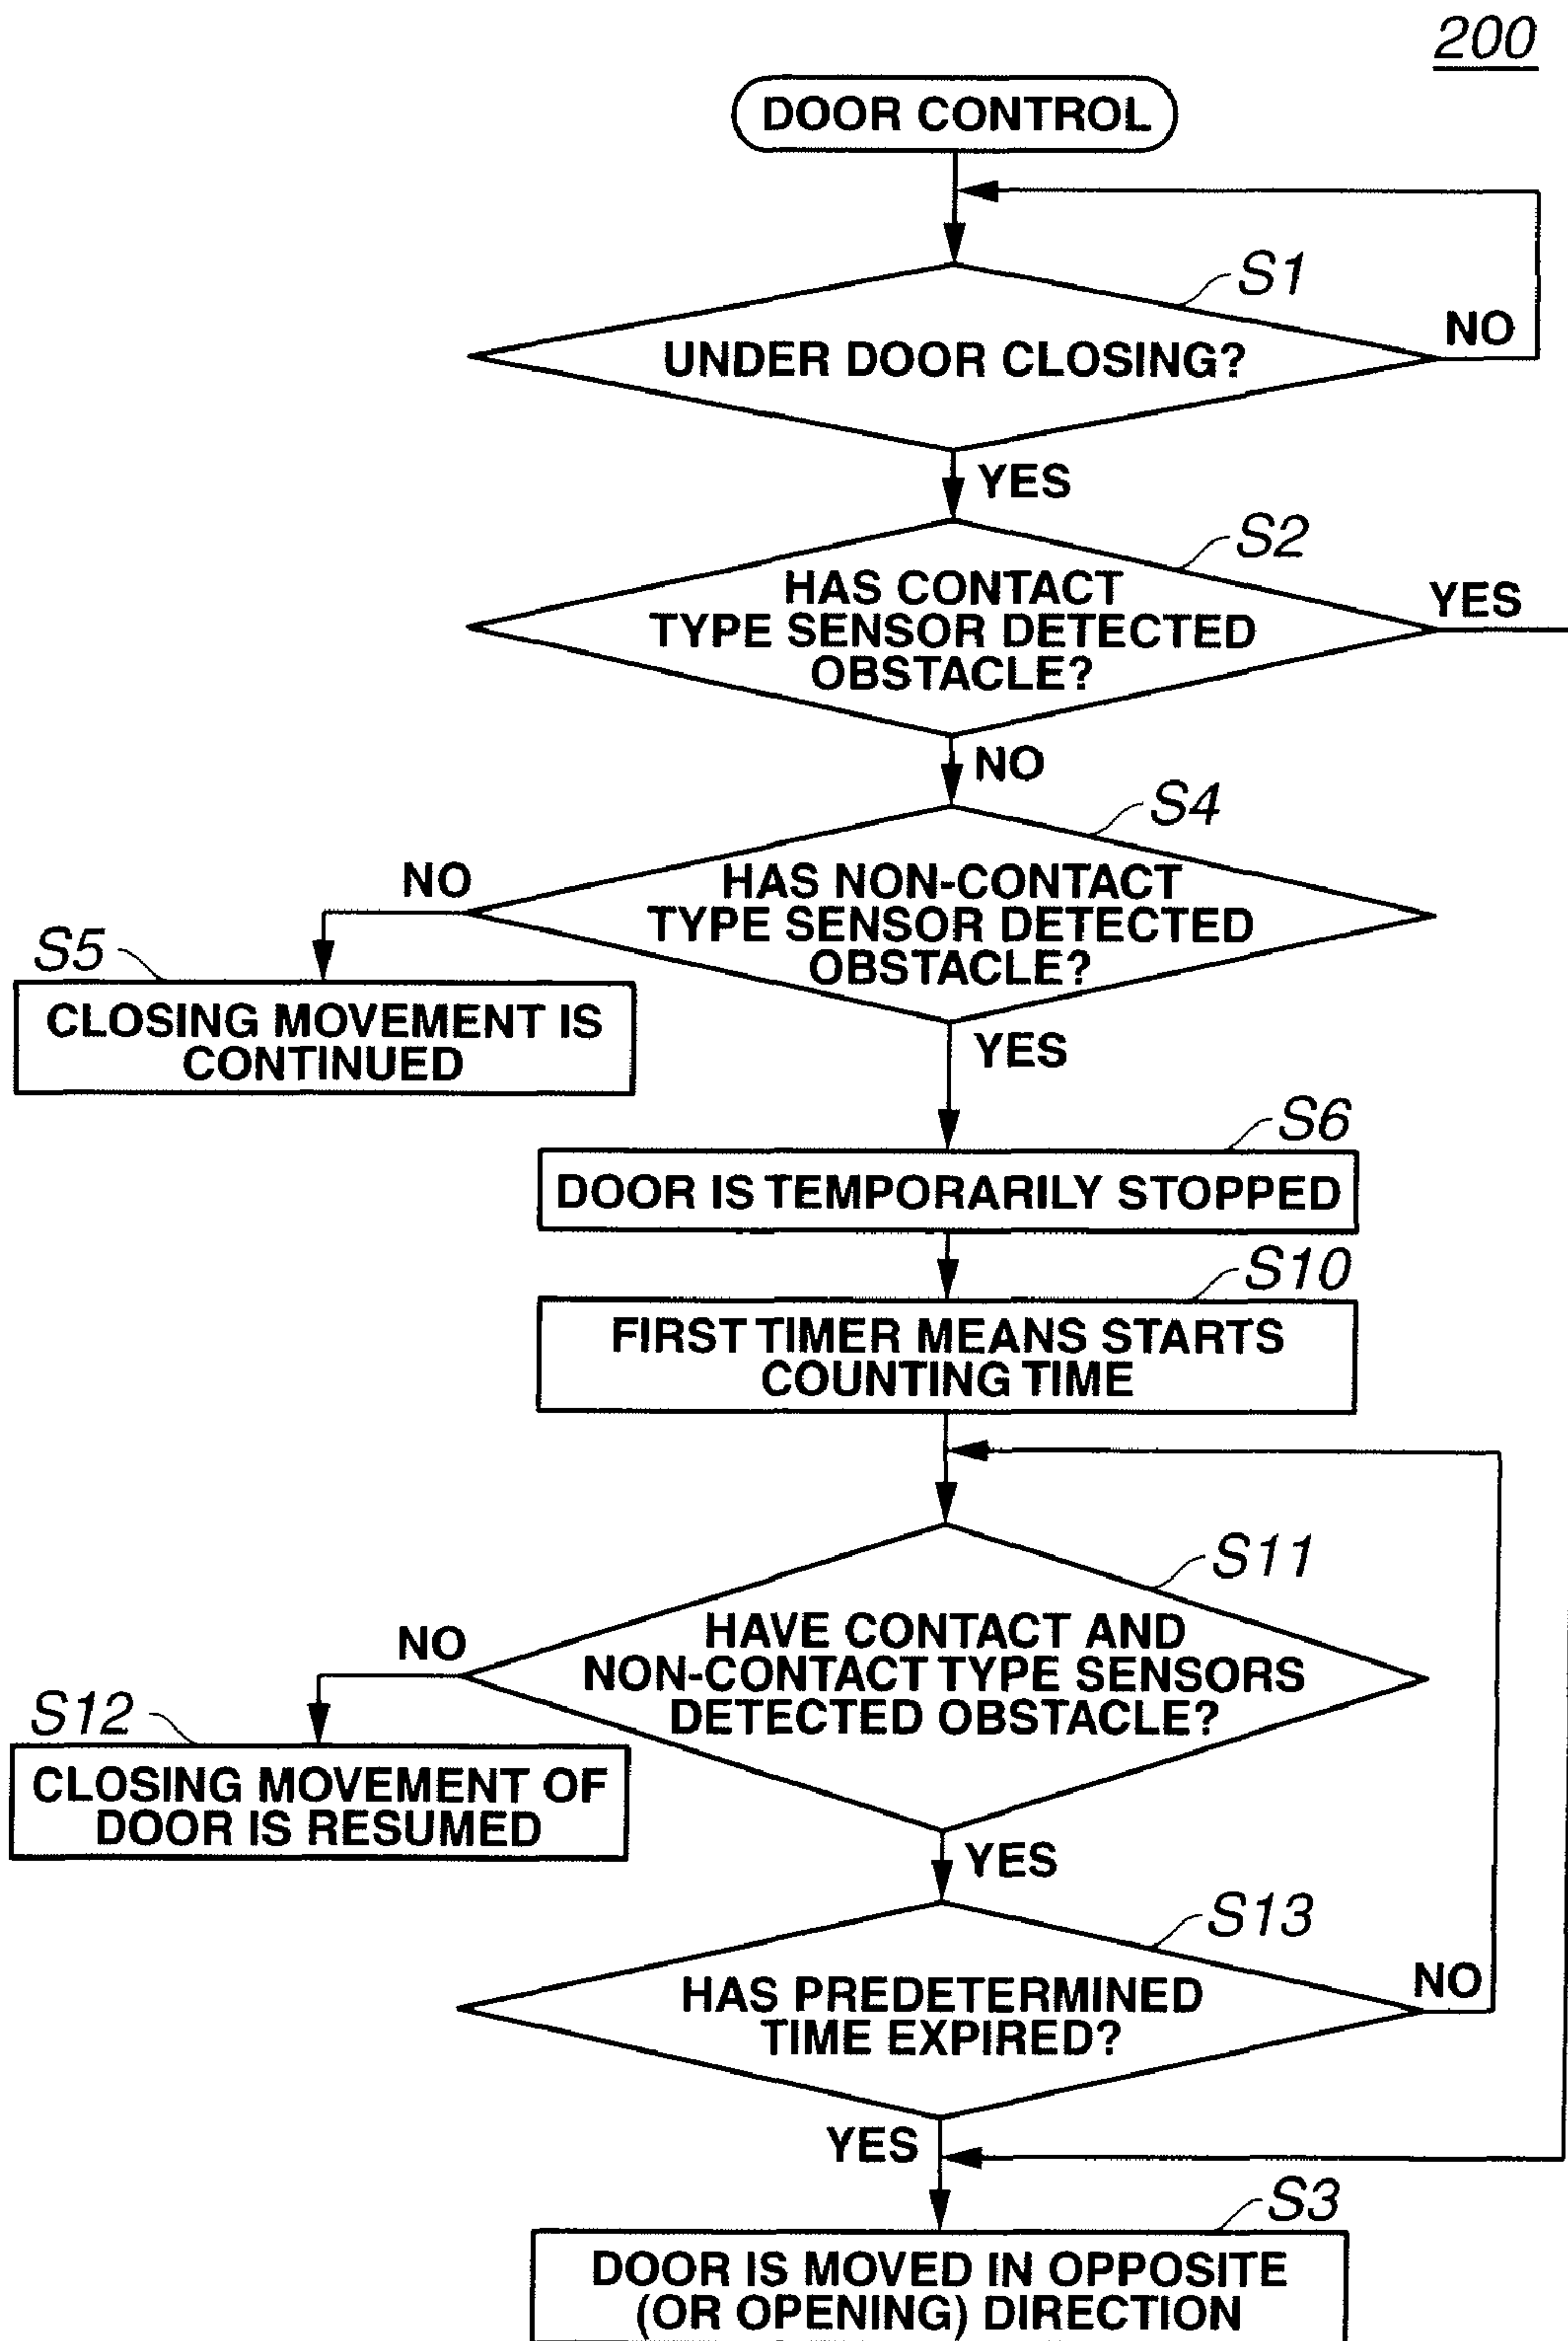 200
DOOR CONTROL
S1
NO
UNDER DOOR CLOSING?
YES
S2
HAS CONTACT
TYPE SENSOR DETECTED
OBSTACLE?
YES
NO
S4
NO
HAS NON-CONTACT
TYPE SENSOR DETECTED
OBSTACLE?
S5
CLOSING MOVEMENT IS
CONTINUED
YES
S6
DOOR IS TEMPORARILY STOPPED
S10
FIRST TIMER MEANS STARTS
COUNTING TIME
S11
HAVE CONTACT AND
NON-CONTACT TYPE SENSORS
DETECTED OBSTACLE?
NO
S12
CLOSING MOVEMENT OF
DOOR IS RESUMED
YES
S13
HAS PREDETERMINED
TIME EXPIRED?
NO
YES
S3
DOOR IS MOVED IN OPPOSITE
(OR OPENING) DIRECTION